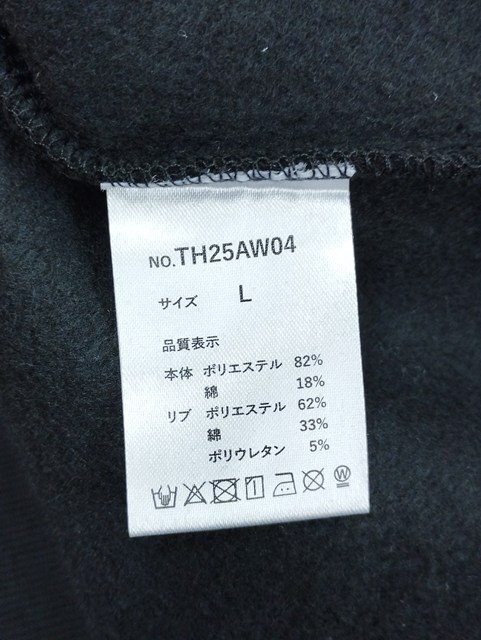 NO.TH25AW04
サイズ L
品質表示
本体 ポリエステル 82%
綿 18%
リブ ポリエステル 62%
綿 33%
ポリウレタン 5%
W